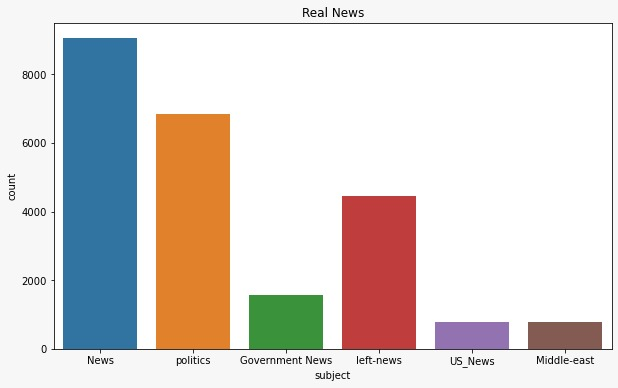 Real News
8000
6000
4000
2000
0
count
News politics Government News left-news US_News Middle-east
subject